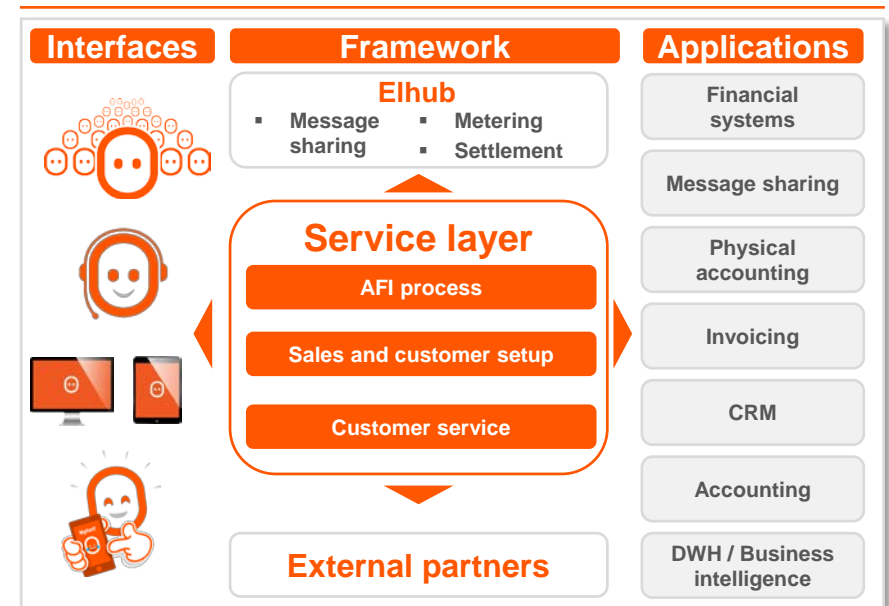 Interfaces
Framework
Applications
Elhub
▪ Message
sharing
▪ Metering
▪ Settlement
Service layer
AFI process
Sales and customer setup
Customer service
External partners
Financial
systems
Message sharing
Physical
accounting
Invoicing
CRM
Accounting
DWH / Business
intelligence